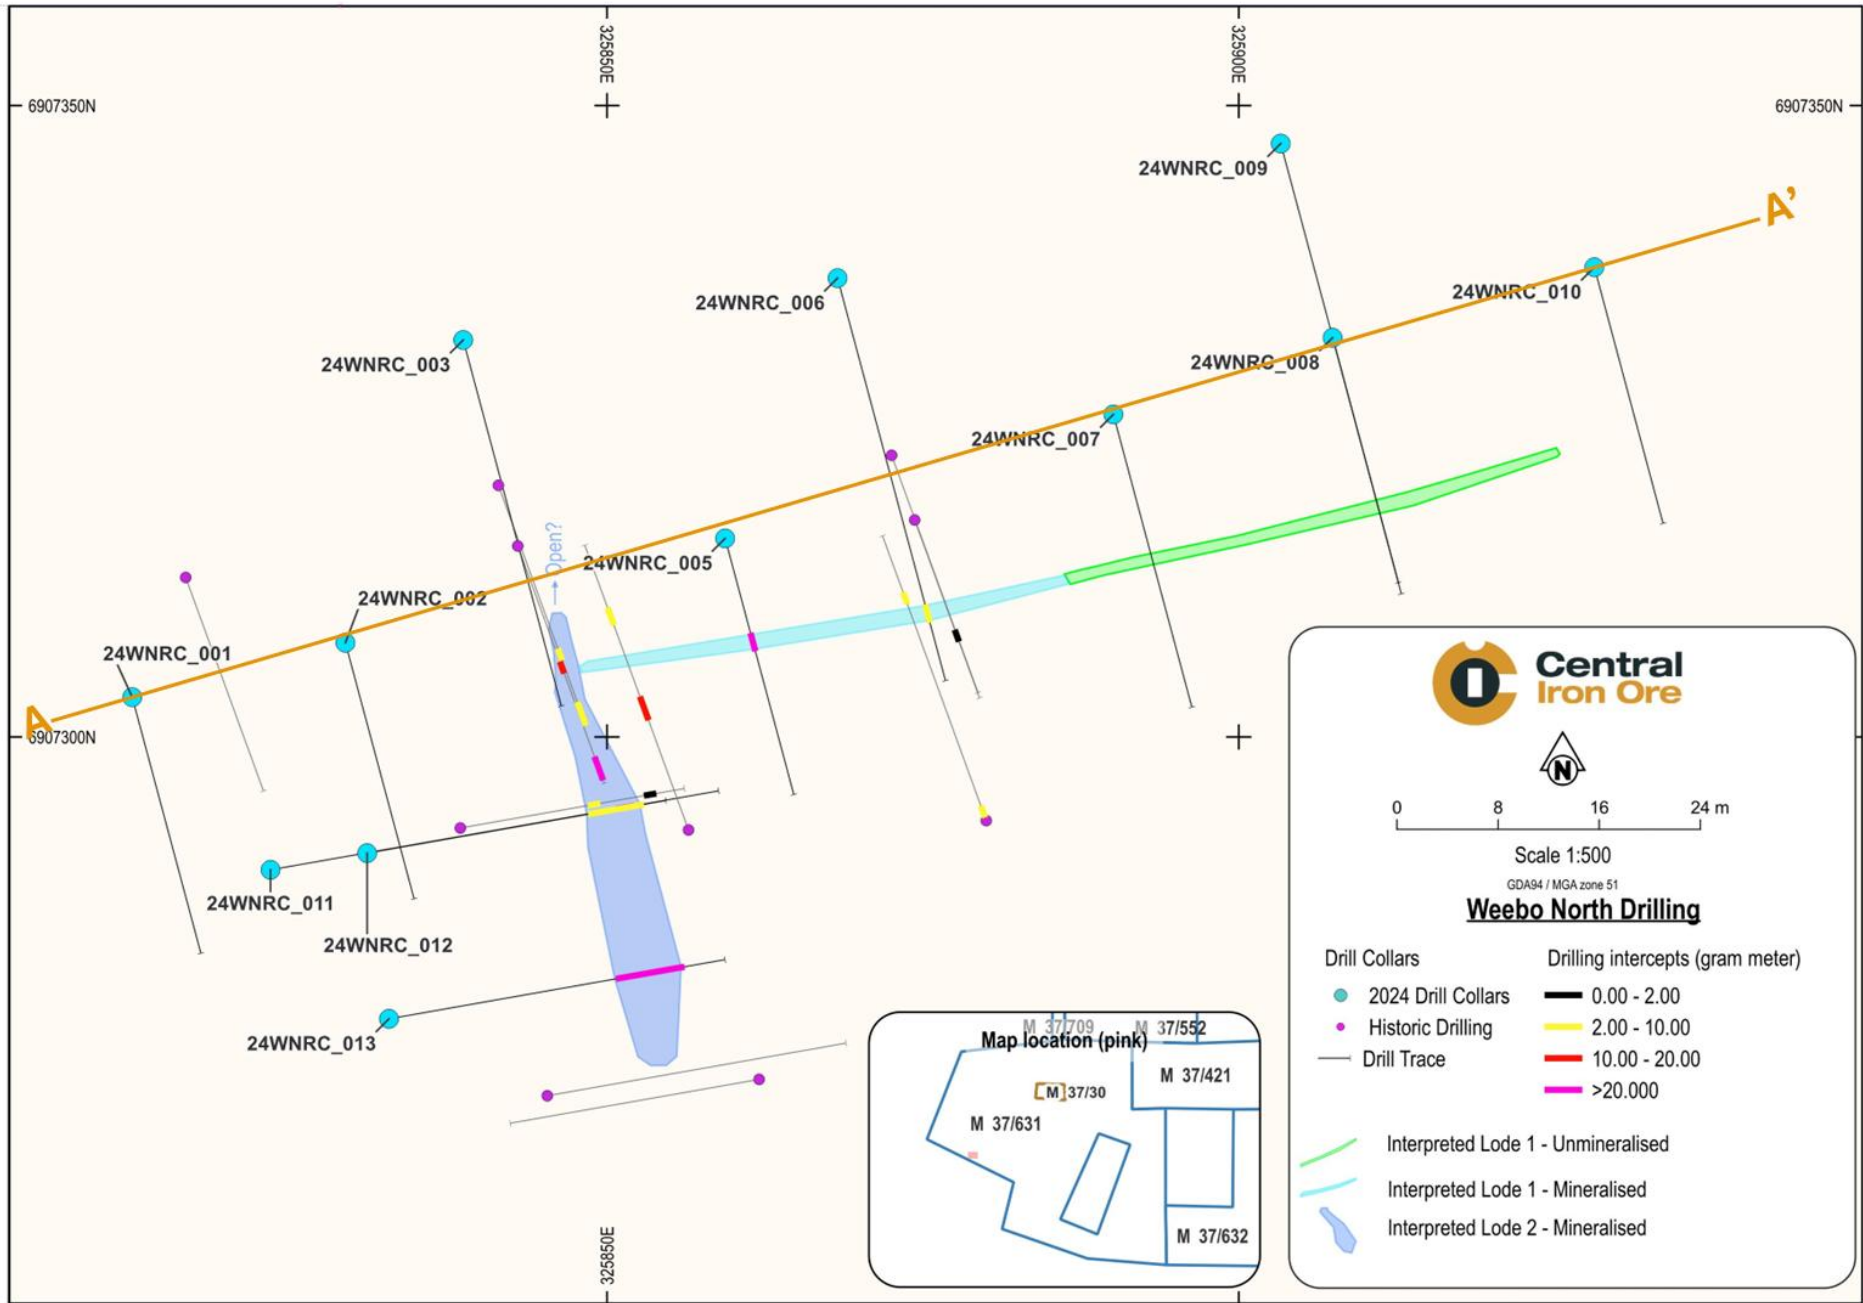 325850E
325900E
6907350N
6907350N
24WNRC_009
A'
24WNRC_006
24WNRC_010
24WNRC_003
24WNRC_008
24WNRC_007
Open?
24WNRC_005
24WNRC_002
24WNRC_001
A
6907300N
24WNRC_011
24WNRC_012
24WNRC_013
325850E
M 37/709
M 37/552
Map location (pink)
M 37/421
M 37/30
M 37/631
M 37/632
Central
Iron Ore
N
0 8 16 24 m
Scale 1:500
GDA94 / MGA zone 51
Weebo North Drilling
Drill Collars
2024 Drill Collars
Historic Drilling
Drill Trace
Drilling intercepts (gram meter)
0.00 - 2.00
2.00 - 10.00
10.00 - 20.00
>20.000
Interpreted Lode 1 - Unmineralised
Interpreted Lode 1 - Mineralised
Interpreted Lode 2 - Mineralised